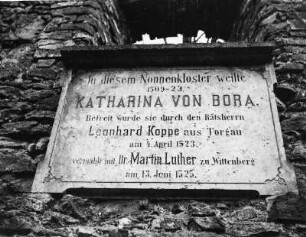 In diesem Nonnenkloster weilte
1509-23.
KATHARINA VON BORA.
Befreit wurde sie durch den Ratsherrn
Leonhard Koppe aus Torgau
am 4. April 1523.
vermählt mit Dr. Martin Luther zu Wittenberg
am 13. Juni 1525.